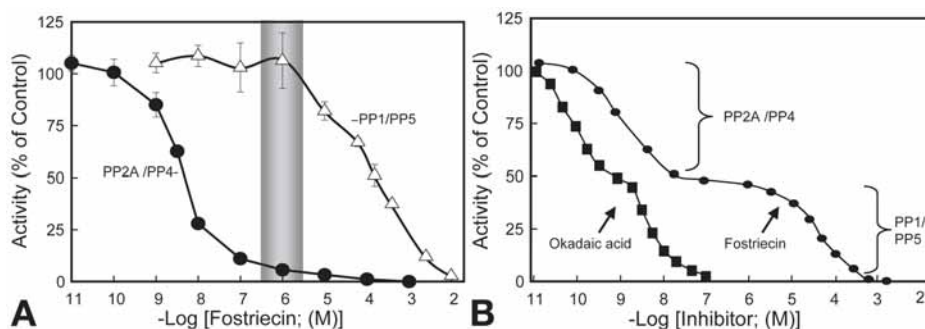 125
100
75
50
25
0
Activity (% of Control)
PP2A /PP4-
–PP1/PP5
11 10 9 8 7 6 5 4 3 2
A
-Log [Fostriecin; (M)]
125
100
75
50
25
0
Activity (% of Control)
PP2A /PP4
PP1/
PP5
Okadaic acid
Fostriecin
11 10 9 8 7 6 5 4 3 2
B
-Log [Inhibitor; (M)]